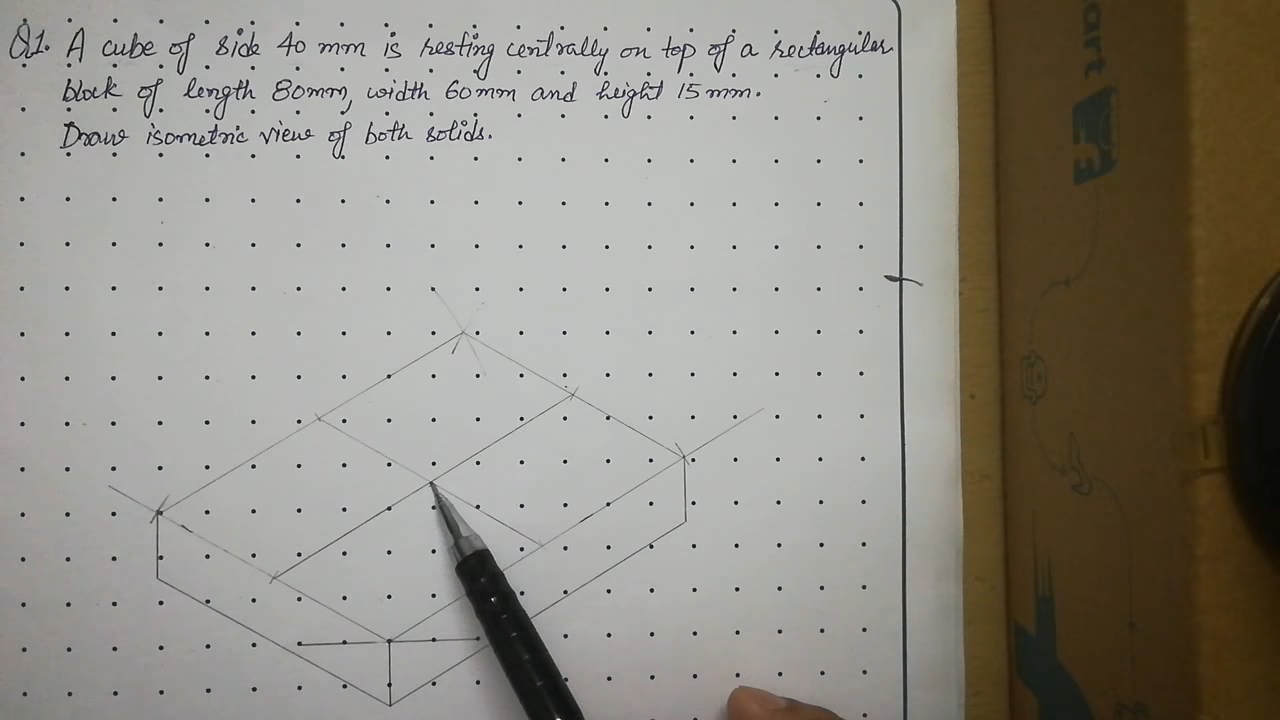 Q1. A cube of side 40 mm is resting centrally on top of a rectangular
block of length 80mm, width 60mm and height 15mm.
Draw isometric view of both solids.
art